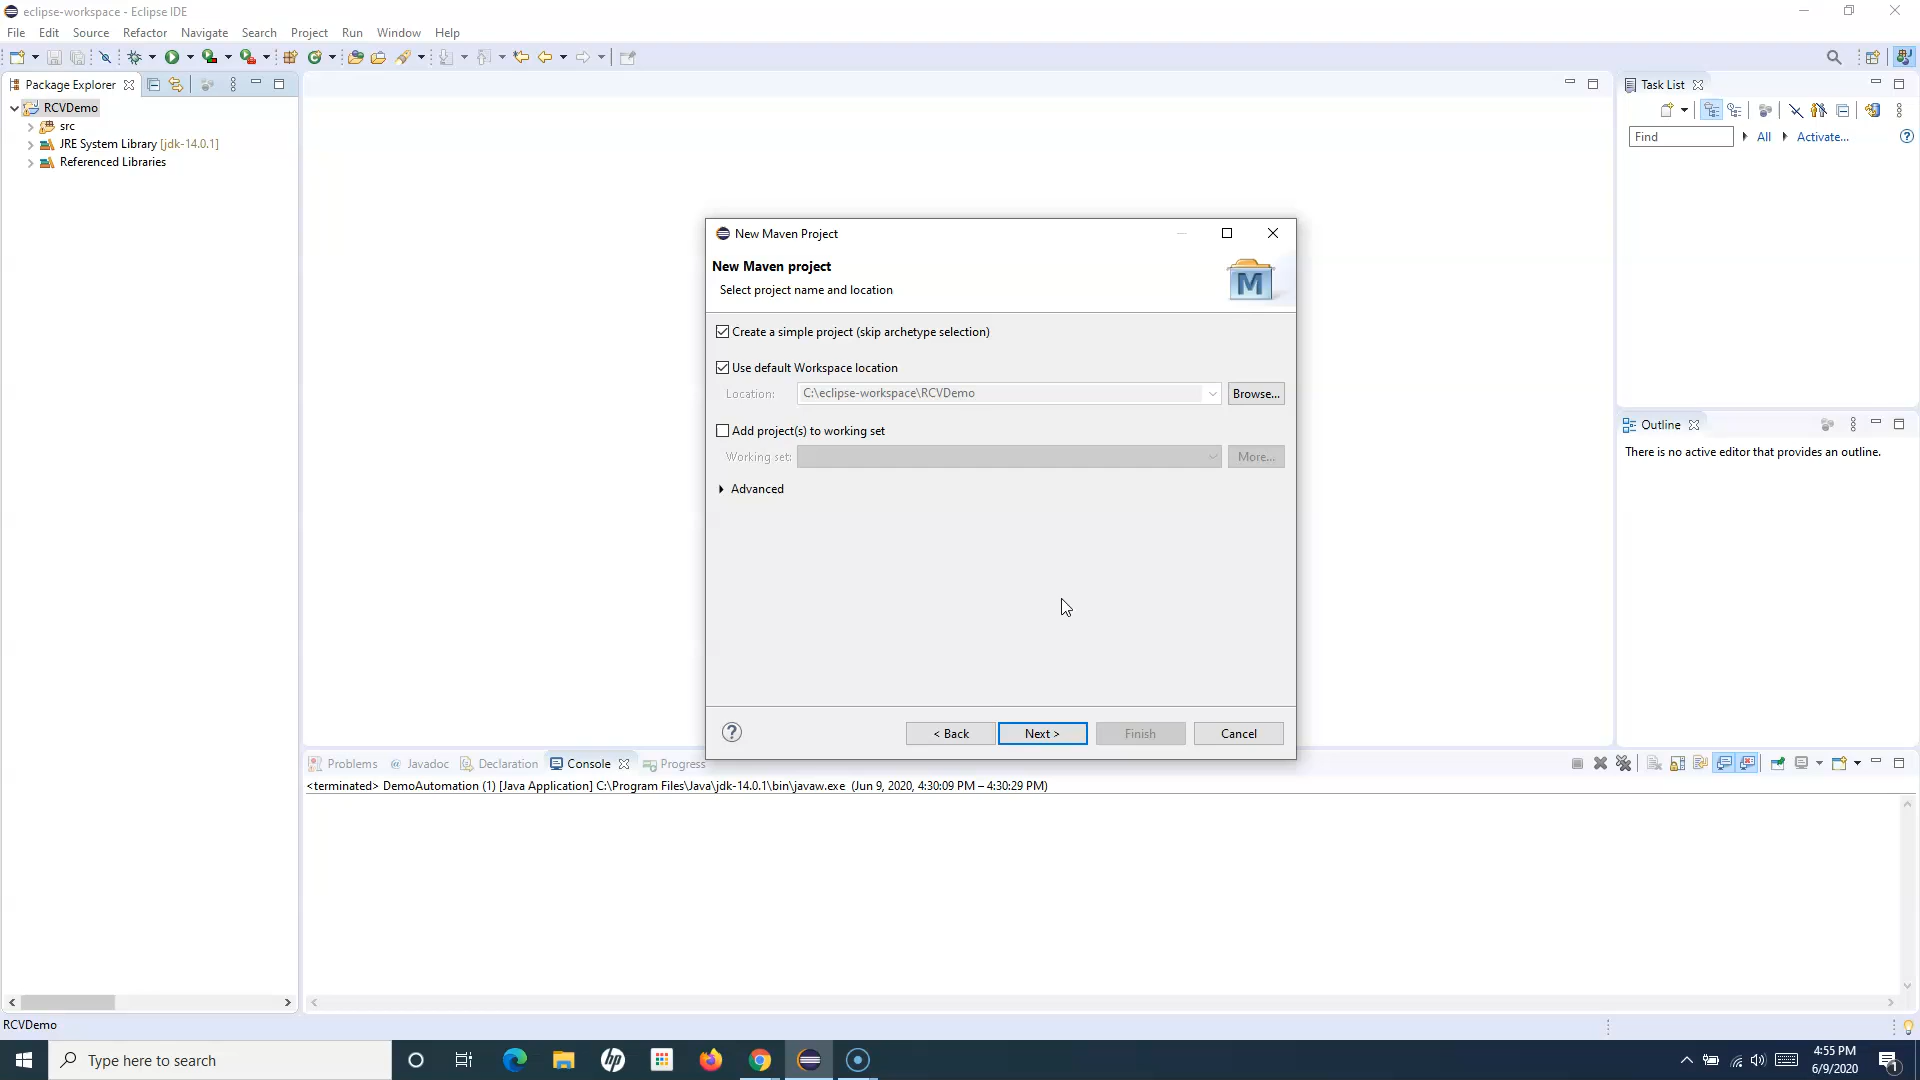 eclipse-workspace - Eclipse IDE
File Edit Source Refactor Navigate Search Project Run Window Help
Package Explorer
RCVDemo
src
JRE System Library [jdk-14.0.1]
Referenced Libraries
Task List
Find All Activate...
New Maven Project
New Maven project
Select project name and location
M
Create a simple project (skip archetype selection)
Use default Workspace location
Location: C:\eclipse-workspace\RCVDemo Browse...
Add project(s) to working set
Working set: More...
Advanced
< Back Next > Finish Cancel
Outline
There is no active editor that provides an outline.
Problems Javadoc Declaration Console Progress
<terminated> DemoAutomation (1) [Java Application] C:\Program Files\Java\jdk-14.0.1\bin\javaw.exe (Jun 9, 2020, 4:30:09 PM – 4:30:29 PM)
RCVDemo
Type here to search
hp
4:55 PM
6/9/2020
1